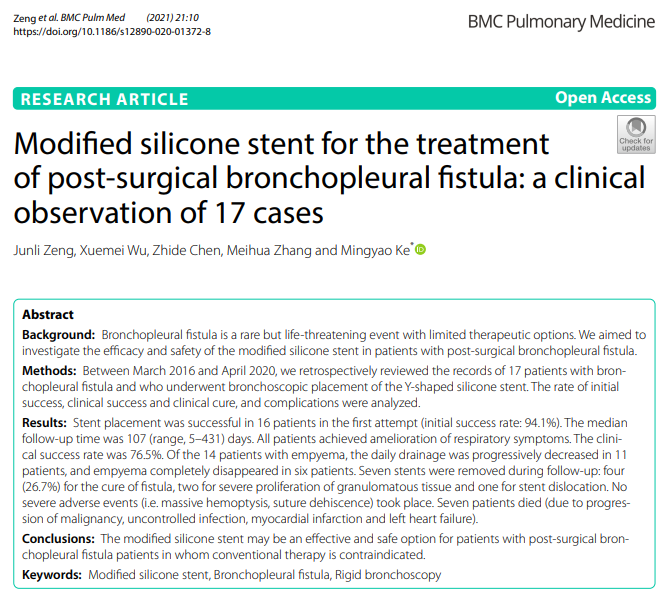 Zeng et al. BMC Pulm Med (2021) 21:10
https://doi.org/10.1186/s12890-020-01372-8
BMC Pulmonary Medicine
RESEARCH ARTICLE
Open Access
Check for
updates
Modified silicone stent for the treatment
of post-surgical bronchopleural fistula: a clinical
observation of 17 cases
Junli Zeng, Xuemei Wu, Zhide Chen, Meihua Zhang and Mingyao Ke* iD
Abstract
Background: Bronchopleural fistula is a rare but life-threatening event with limited therapeutic options. We aimed to
investigate the efficacy and safety of the modified silicone stent in patients with post-surgical bronchopleural fistula.
Methods: Between March 2016 and April 2020, we retrospectively reviewed the records of 17 patients with bron-
chopleural fistula and who underwent bronchoscopic placement of the Y-shaped silicone stent. The rate of initial
success, clinical success and clinical cure, and complications were analyzed.
Results: Stent placement was successful in 16 patients in the first attempt (initial success rate: 94.1%). The median
follow-up time was 107 (range, 5–431) days. All patients achieved amelioration of respiratory symptoms. The clini-
cal success rate was 76.5%. Of the 14 patients with empyema, the daily drainage was progressively decreased in 11
patients, and empyema completely disappeared in six patients. Seven stents were removed during follow-up: four
(26.7%) for the cure of fistula, two for severe proliferation of granulomatous tissue and one for stent dislocation. No
severe adverse events (i.e. massive hemoptysis, suture dehiscence) took place. Seven patients died (due to progres-
sion of malignancy, uncontrolled infection, myocardial infarction and left heart failure).
Conclusions: The modified silicone stent may be an effective and safe option for patients with post-surgical bron-
chopleural fistula patients in whom conventional therapy is contraindicated.
Keywords: Modified silicone stent, Bronchopleural fistula, Rigid bronchoscopy